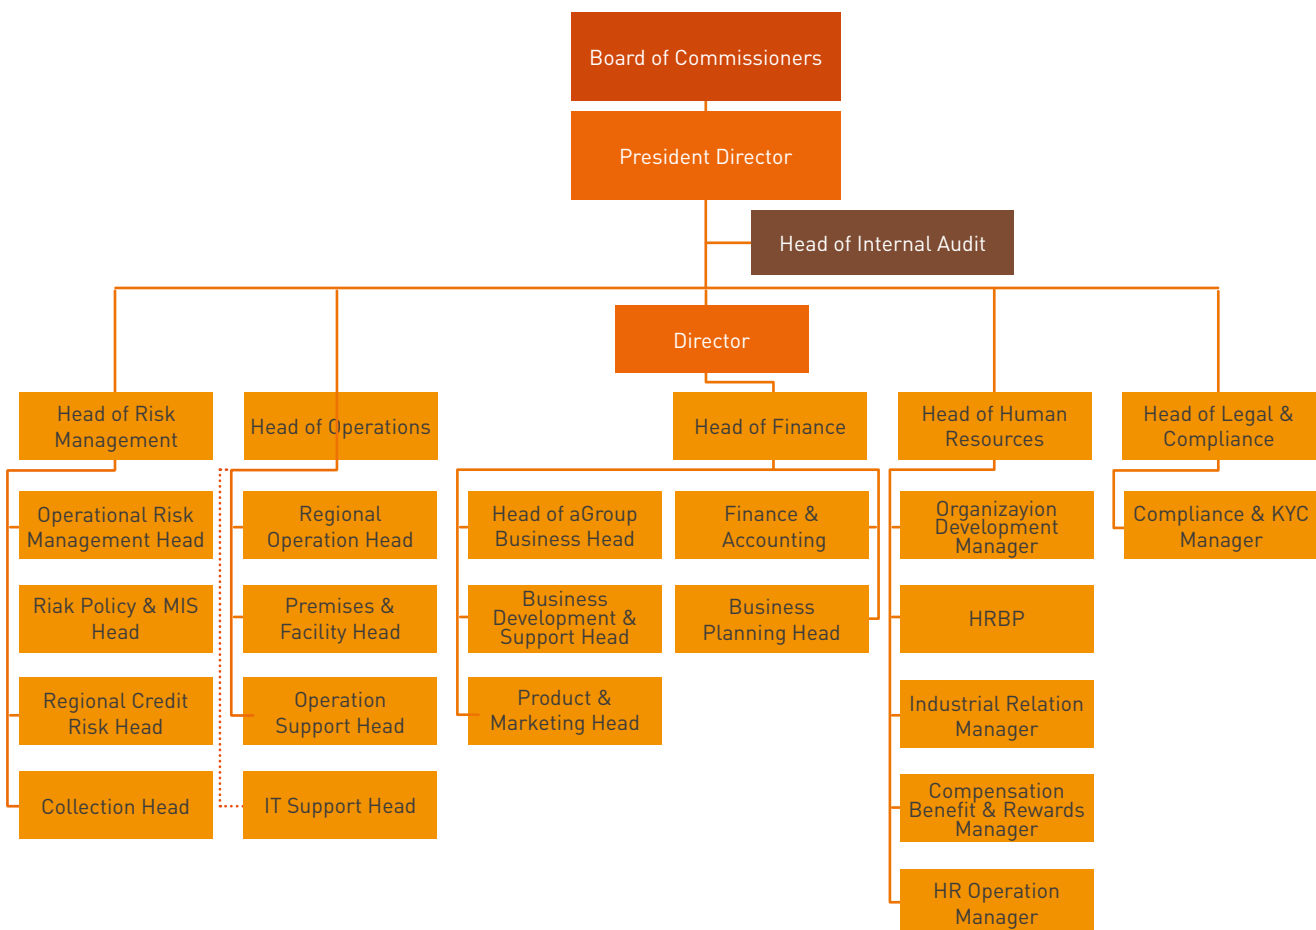 Board of Commissioners
President Director
Head of Internal Audit
Director
Head of Risk
Management
Head of Operations
Head of Finance
Head of Human
Resources
Head of Legal &
Compliance
Operational Risk
Management Head
Riak Policy & MIS
Head
Regional Credit
Risk Head
Collection Head
Regional
Operation Head
Premises &
Facility Head
Operation
Support Head
IT Support Head
Head of aGroup
Business Head
Business
Development &
Support Head
Product &
Marketing Head
Finance &
Accounting
Business
Planning Head
Organizayion
Development
Manager
HRBP
Industrial Relation
Manager
Compensation
Benefit & Rewards
Manager
HR Operation
Manager
Compliance & KYC
Manager